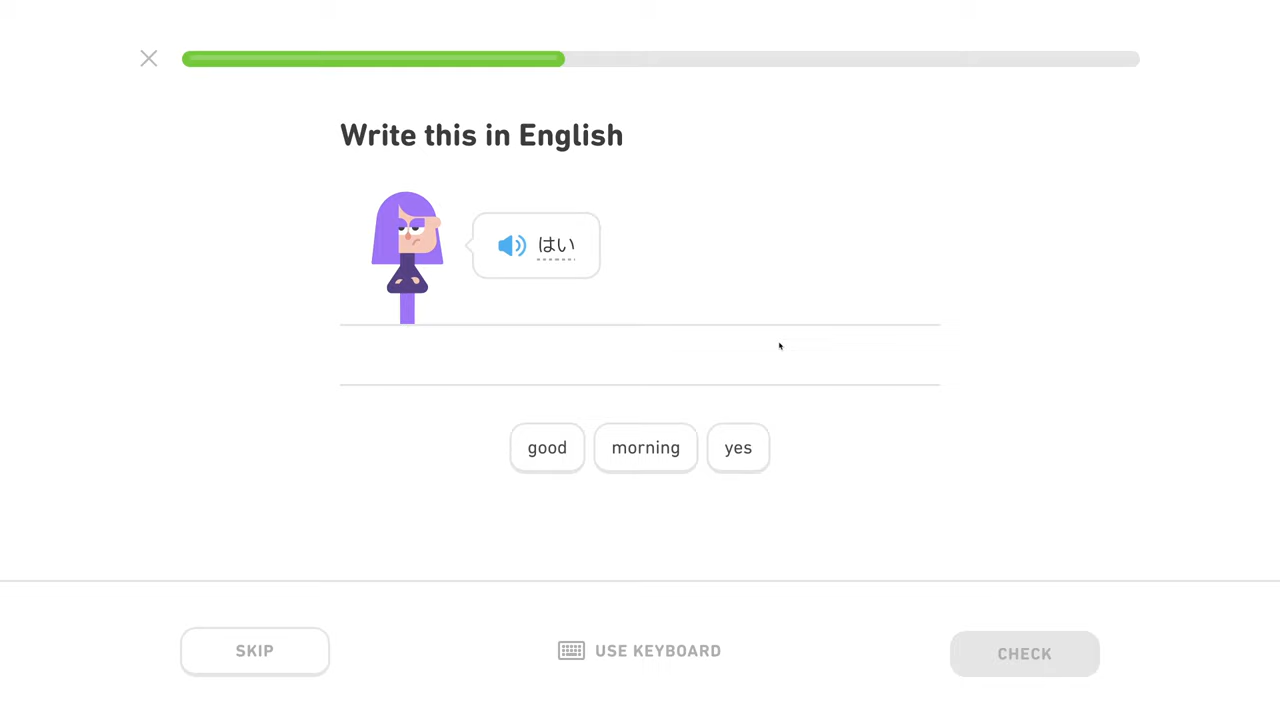 Write this in English
はい
good morning yes
SKIP USE KEYBOARD CHECK